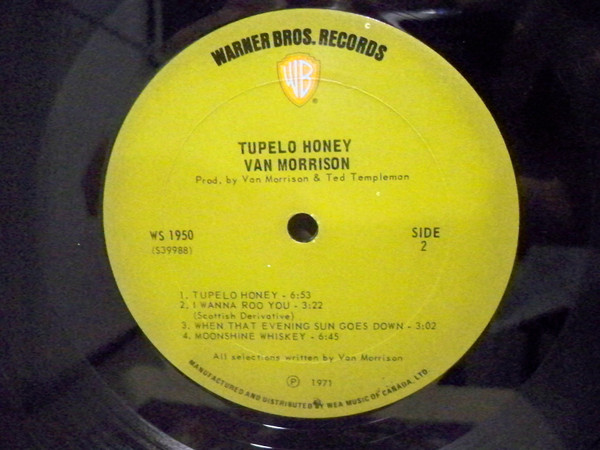 WARNER BROS. RECORDS
WB
®
TUPELO HONEY
VAN MORRISON
Prod. by Van Morrison & Ted Templeman
WS 1950
(S39988)
SIDE
2
1. TUPELO HONEY - 6:53
2. I WANNA ROO YOU - 3:22
(Scottish Derivative)
3. WHEN THAT EVENING SUN GOES DOWN - 3:02
4. MOONSHINE WHISKEY - 6:45
All selections written by Van Morrison
℗ 1971
MANUFACTURED AND DISTRIBUTED BY WEA MUSIC OF CANADA, LTD